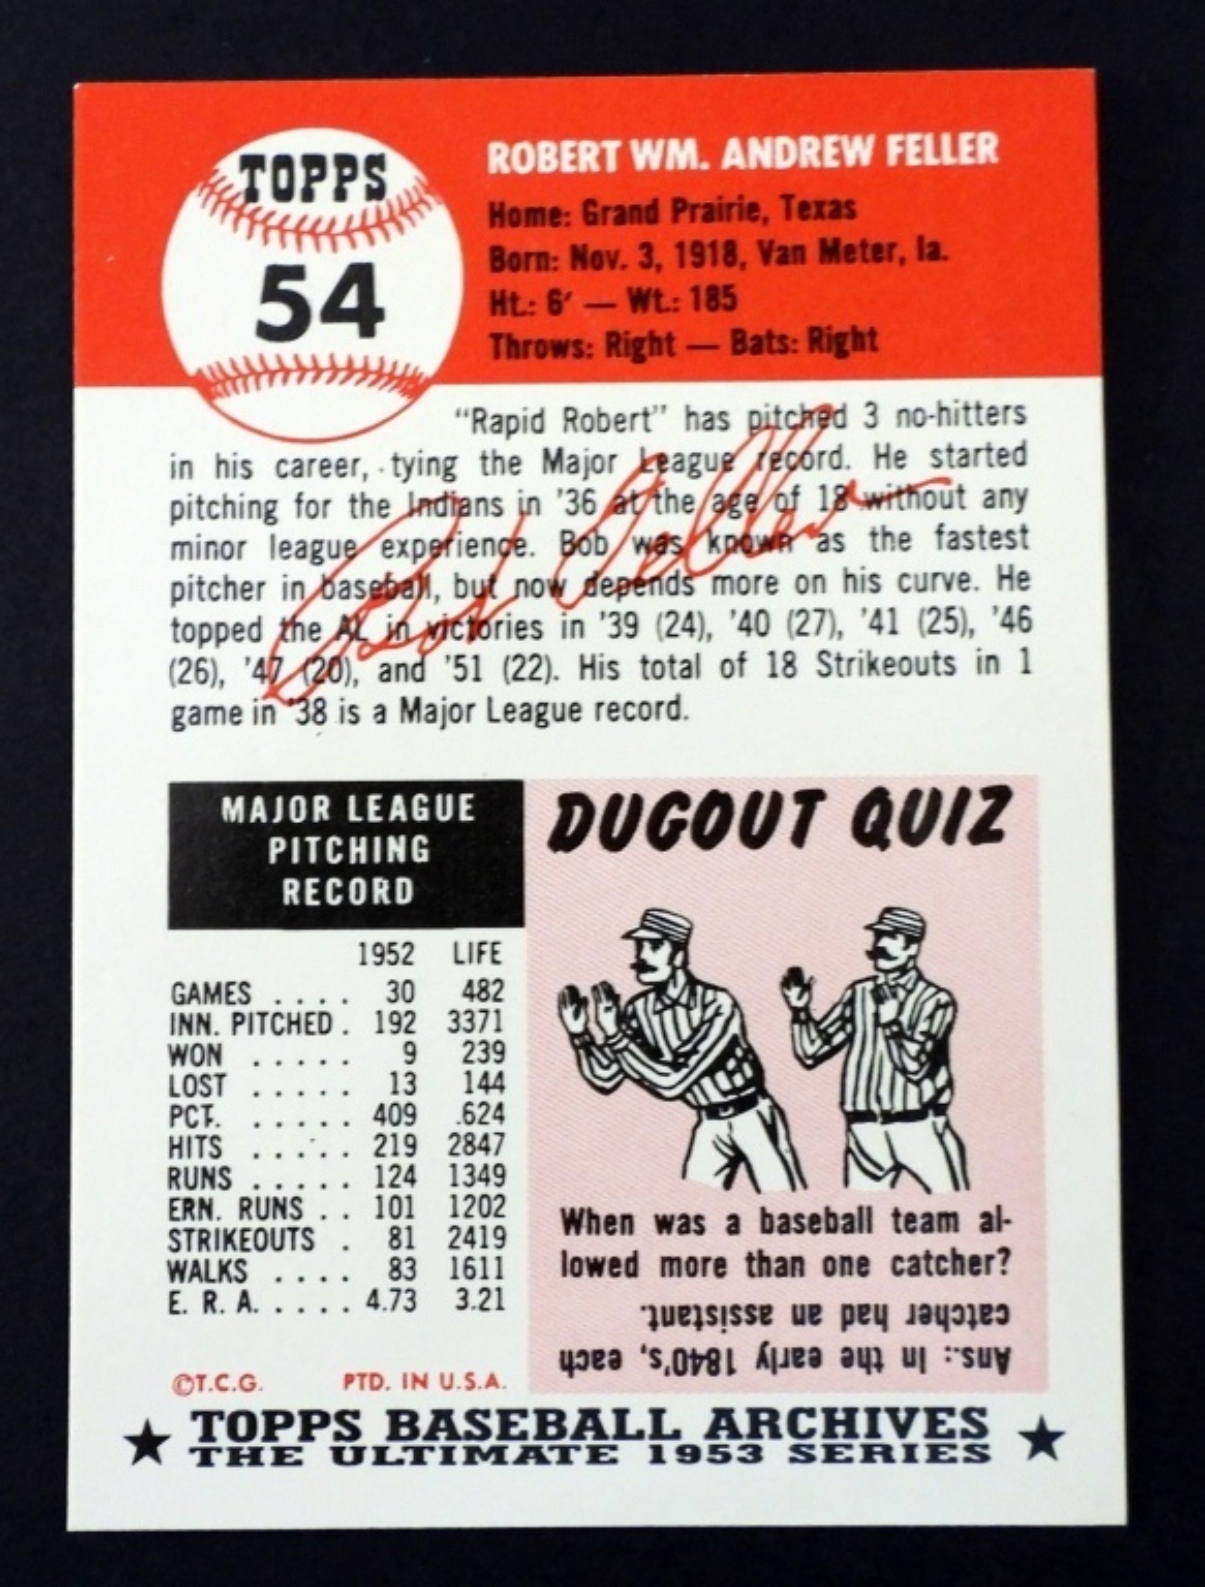 TOPPS
54
ROBERT WM. ANDREW FELLER
Home: Grand Prairie, Texas
Born: Nov. 3, 1918, Van Meter, Ia.
Ht.: 6′ — Wt.: 185
Throws: Right — Bats: Right
"Rapid Robert" has pitched 3 no-hitters
in his career, tying the Major League record. He started
pitching for the Indians in '36 at the age of 18 without any
minor league experience. Bob was known as the fastest
pitcher in baseball, but now depends more on his curve. He
topped the AL in victories in '39 (24), '40 (27), '41 (25), '46
(26), '47 (20), and '51 (22). His total of 18 Strikeouts in 1
game in '38 is a Major League record.
Bob Feller
MAJOR LEAGUE
PITCHING
RECORD
1952 LIFE
GAMES . . . . 30 482
INN. PITCHED . 192 3371
WON . . . . . 9 239
LOST . . . . . 13 144
PCT. . . . . . 409 .624
HITS . . . . . 219 2847
RUNS . . . . . 124 1349
ERN. RUNS . . 101 1202
STRIKEOUTS . 81 2419
WALKS . . . . 83 1611
E. R. A. . . . . 4.73 3.21
©T.C.G. PTD. IN U.S.A.
DUGOUT QUIZ
When was a baseball team al-
lowed more than one catcher?
Ans.: In the early 1840's, each
catcher had an assistant.
TOPPS BASEBALL ARCHIVES
THE ULTIMATE 1953 SERIES